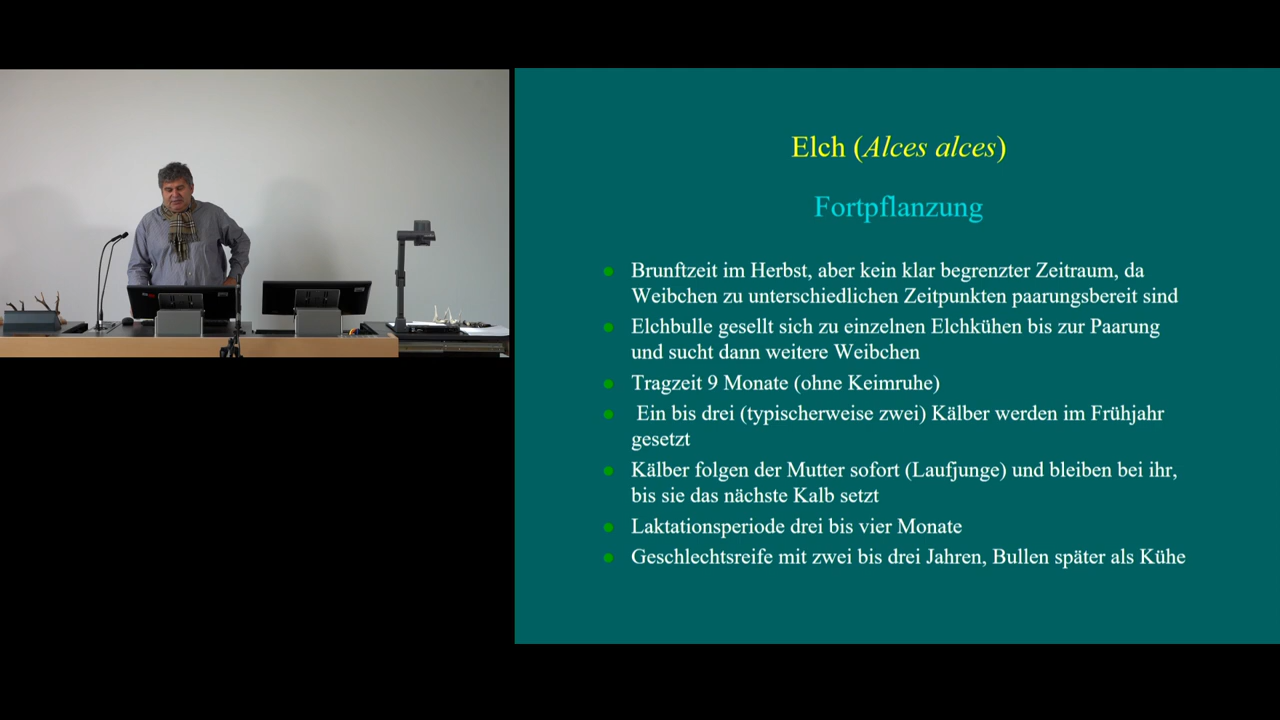 Elch (Alces alces)
Fortpflanzung
Brunftzeit im Herbst, aber kein klar begrenzter Zeitraum, da
Weibchen zu unterschiedlichen Zeitpunkten paarungsbereit sind
Elchbulle gesellt sich zu einzelnen Elchkühen bis zur Paarung
und sucht dann weitere Weibchen
Tragzeit 9 Monate (ohne Keimruhe)
Ein bis drei (typischerweise zwei) Kälber werden im Frühjahr
gesetzt
Kälber folgen der Mutter sofort (Laufjunge) und bleiben bei ihr,
bis sie das nächste Kalb setzt
Laktationsperiode drei bis vier Monate
Geschlechtsreife mit zwei bis drei Jahren, Bullen später als Kühe